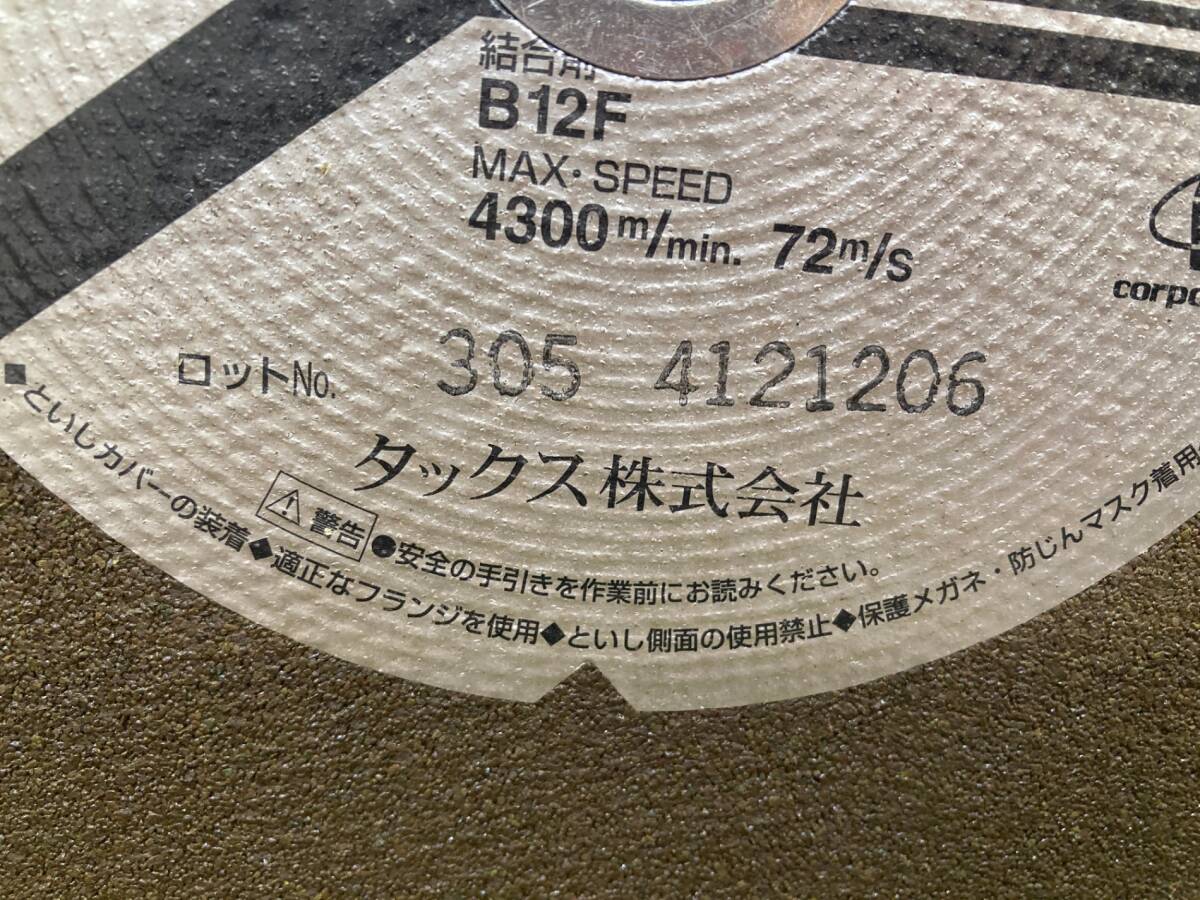 結合剤
B12F
MAX・SPEED
4300m/min. 72m/s
ロットNo. 305 4121206
タックス株式会社
⚠警告●安全の手引きを作業前にお読みください。
■といしカバーの装着◆適正なフランジを使用◆といし側面の使用禁止◆保護メガネ・防じんマスク着用